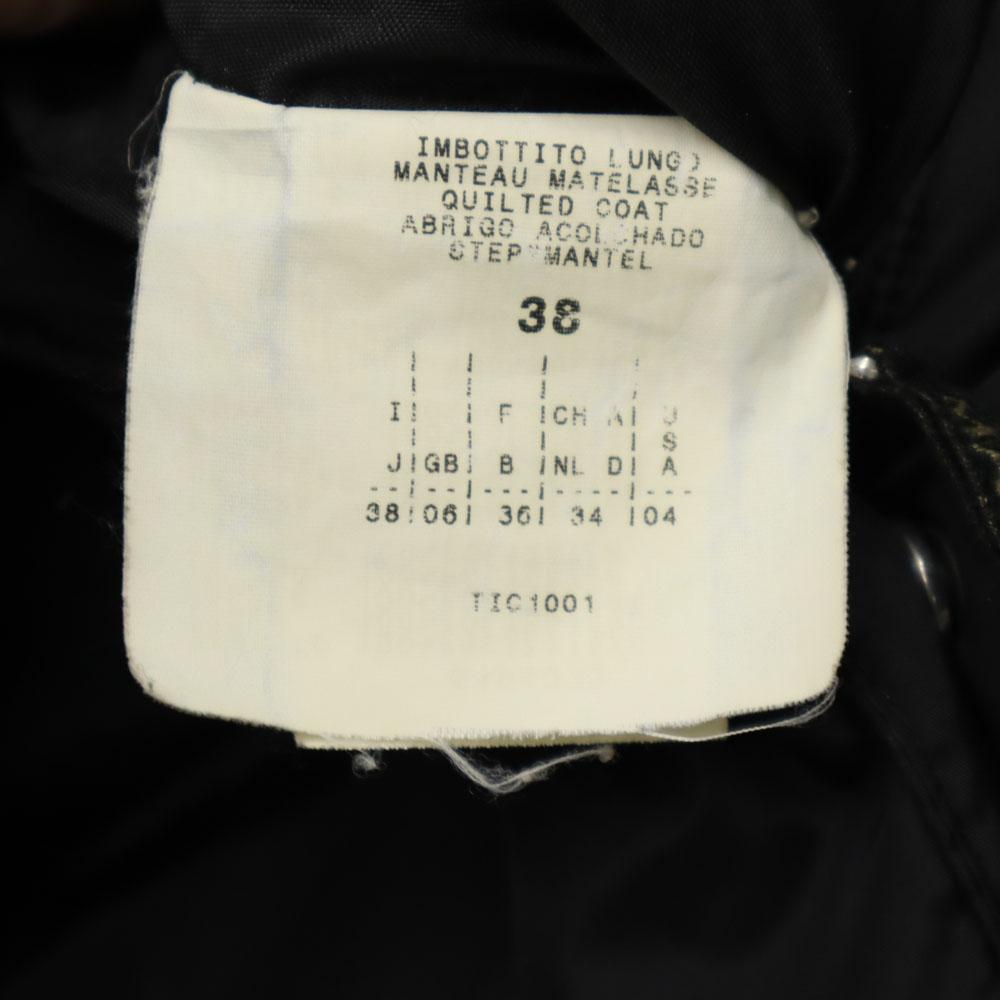 IMBOTTITO LUNGO
MANTEAU MATELASSE
QUILTED COAT
ABRIGO ACOLCHADO
STEPPMANTEL
38
I | | F | CH A | U
S
J | GB | B | NL D | A
38 | 06 | 36 | 34 | 04
TIC1001